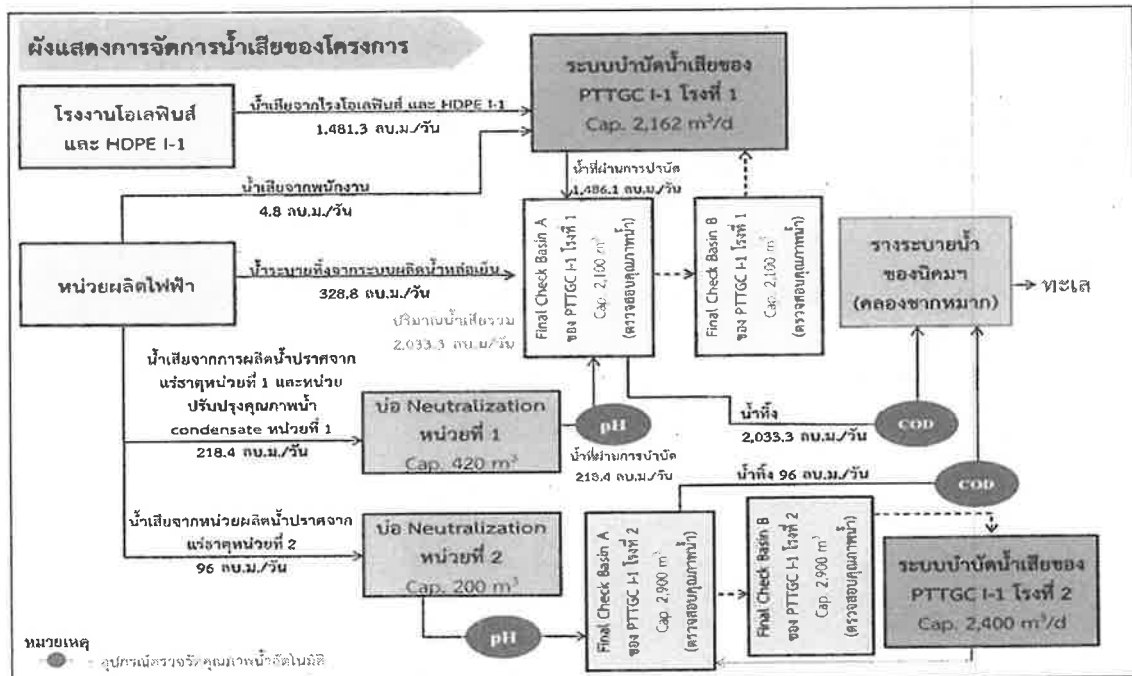 ผังแสดงการจัดการน้ำเสียของโครงการ
โรงงานโอเลฟินส์
และ HDPE I-1
น้ำเสียจากโรงโอเลฟินส์ และ HDPE I-1
1,481.3 ลบ.ม./วัน
ระบบบำบัดน้ำเสียของ
PTTGC I-1 โรงที่ 1
Cap. 2,162 m³/d
น้ำเสียจากพนักงาน
4.8 ลบ.ม./วัน
น้ำที่ผ่านการบำบัด
1,486.1 ลบ.ม./วัน
หน่วยผลิตไฟฟ้า
น้ำระบายทิ้งจากระบบผลิตน้ำหล่อเย็น
328.8 ลบ.ม./วัน
ปริมาณน้ำเสียรวม
2,033.3 ลบ.ม/วัน
Final Check Basin A
ของ PTTGC I-1 โรงที่ 1
Cap. 2,100 m³
(ตรวจสอบคุณภาพน้ำ)
Final Check Basin B
ของ PTTGC I-1 โรงที่ 1
Cap. 2,100 m³
(ตรวจสอบคุณภาพน้ำ)
รางระบายน้ำ
ของนิคมฯ
(คลองชากหมาก)
ทะเล
น้ำเสียจากการผลิตน้ำปราศจาก
แร่ธาตุหน่วยที่ 1 และหน่วย
ปรับปรุงคุณภาพน้ำ
condensate หน่วยที่ 1
218.4 ลบ.ม./วัน
บ่อ Neutralization
หน่วยที่ 1
Cap. 420 m³
pH
น้ำที่ผ่านการบำบัด
218.4 ลบ.ม./วัน
น้ำทิ้ง
2,033.3 ลบ.ม./วัน
COD
น้ำทิ้ง 96 ลบ.ม./วัน
COD
น้ำเสียจากหน่วยผลิตน้ำปราศจาก
แร่ธาตุหน่วยที่ 2
96 ลบ.ม./วัน
บ่อ Neutralization
หน่วยที่ 2
Cap. 200 m³
pH
Final Check Basin A
ของ PTTGC I-1 โรงที่ 2
Cap. 2,900 m³
(ตรวจสอบคุณภาพน้ำ)
Final Check Basin B
ของ PTTGC I-1 โรงที่ 2
Cap. 2,900 m³
(ตรวจสอบคุณภาพน้ำ)
ระบบบำบัดน้ำเสียของ
PTTGC I-1 โรงที่ 2
Cap. 2,400 m³/d
หมายเหตุ
อุปกรณ์ตรวจวัดคุณภาพน้ำอัตโนมัติ